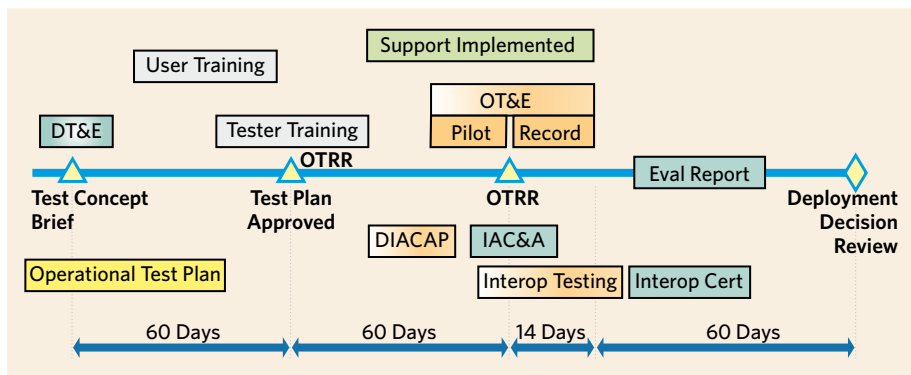 Support Implemented
User Training
OT&E
DT&E
Tester Training
Pilot
Record
OTRR
Eval Report
Test Concept
Brief
Test Plan
Approved
OTRR
Deployment
Decision
Review
DIACAP
IAC&A
Operational Test Plan
Interop Testing
Interop Cert
60 Days
60 Days
14 Days
60 Days